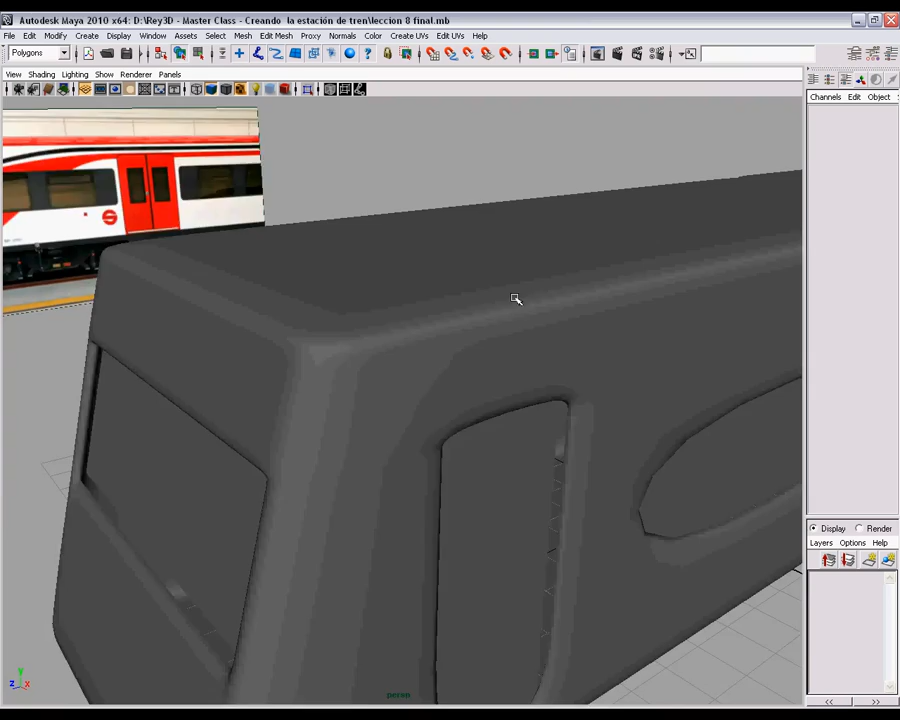 Autodesk Maya 2010 x64: D:\Rey3D - Master Class - Creando la estación de tren\leccion 8 final.mb
File Edit Modify Create Display Window Assets Select Mesh Edit Mesh Proxy Normals Color Create UVs Edit UVs Help
Polygons
View Shading Lighting Show Renderer Panels
Channels Edit Object
Display Render
Layers Options Help
persp
y
z x
<< >>